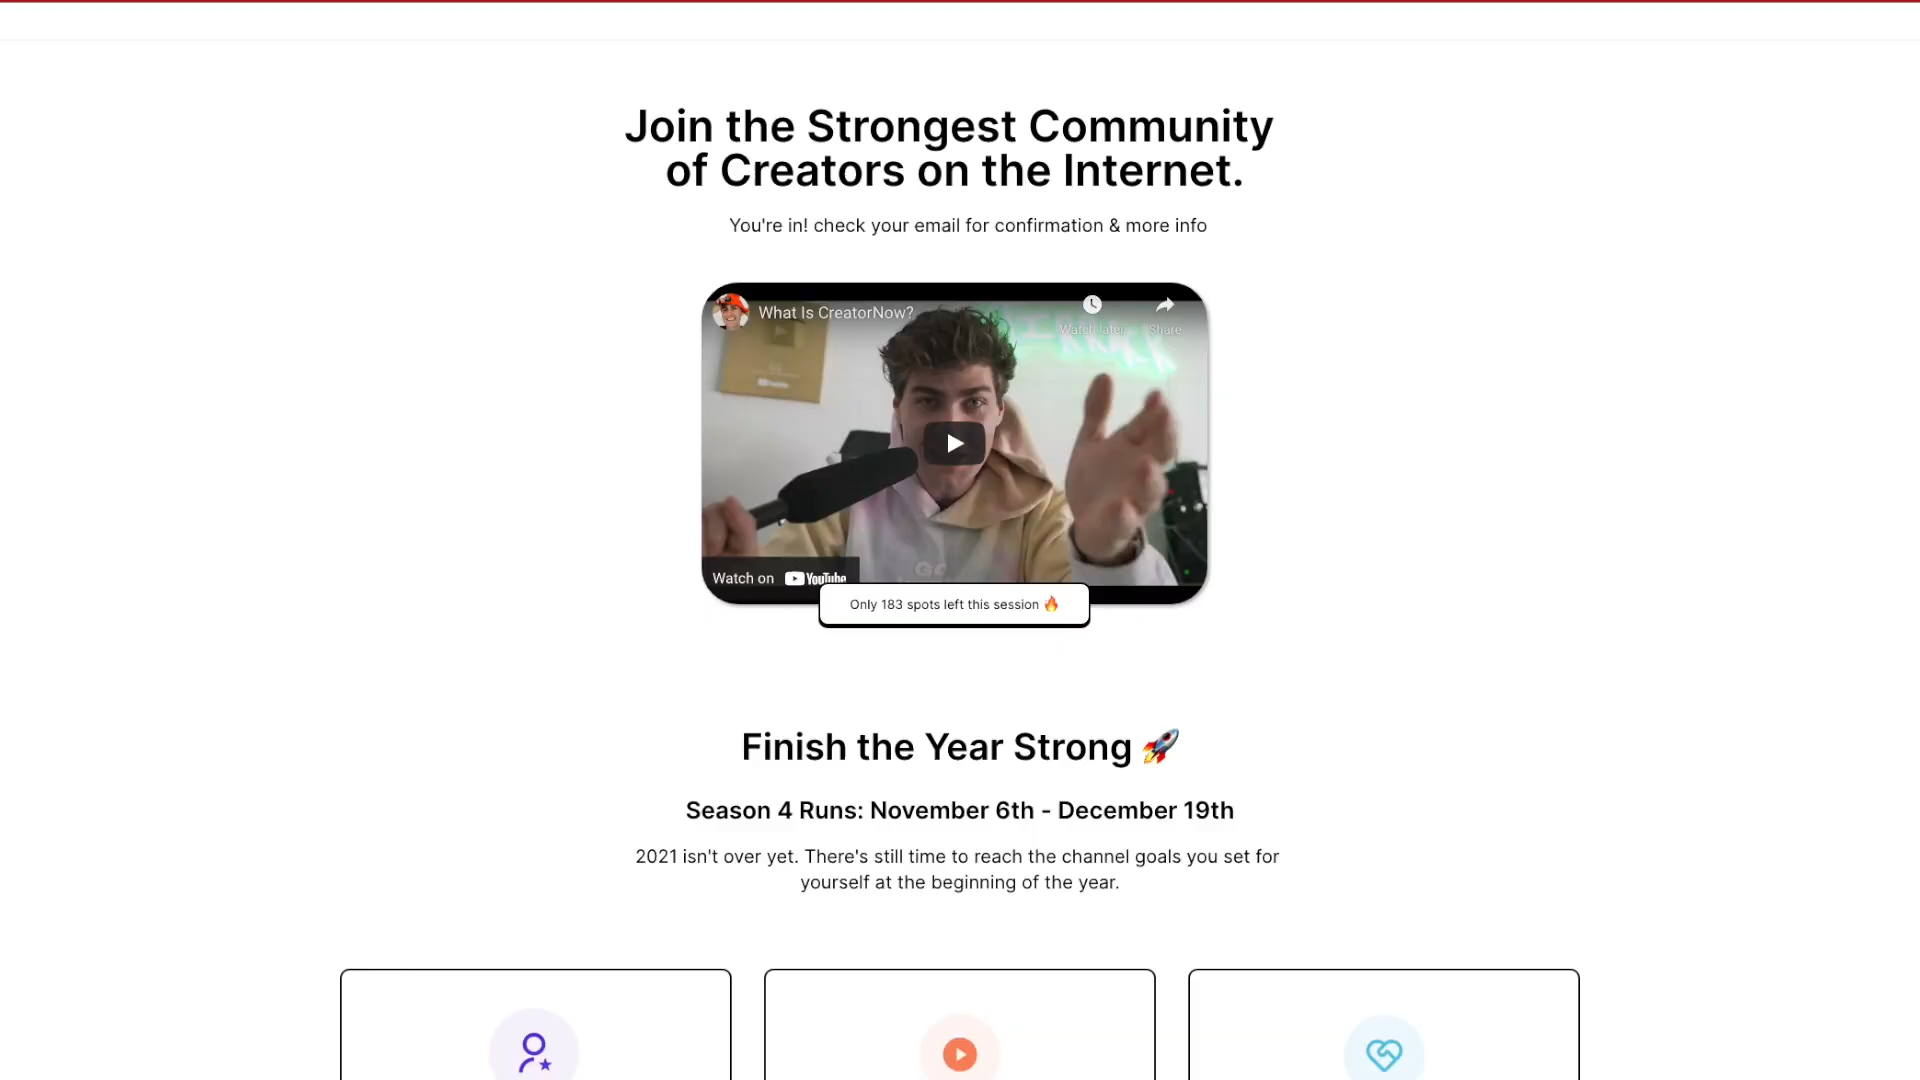 Join the Strongest Community
of Creators on the Internet.
You're in! check your email for confirmation & more info
What Is CreatorNow?
Watch later
Share
Watch on YouTube
Only 183 spots left this session 🔥
Finish the Year Strong 🚀
Season 4 Runs: November 6th - December 19th
2021 isn't over yet. There's still time to reach the channel goals you set for
yourself at the beginning of the year.